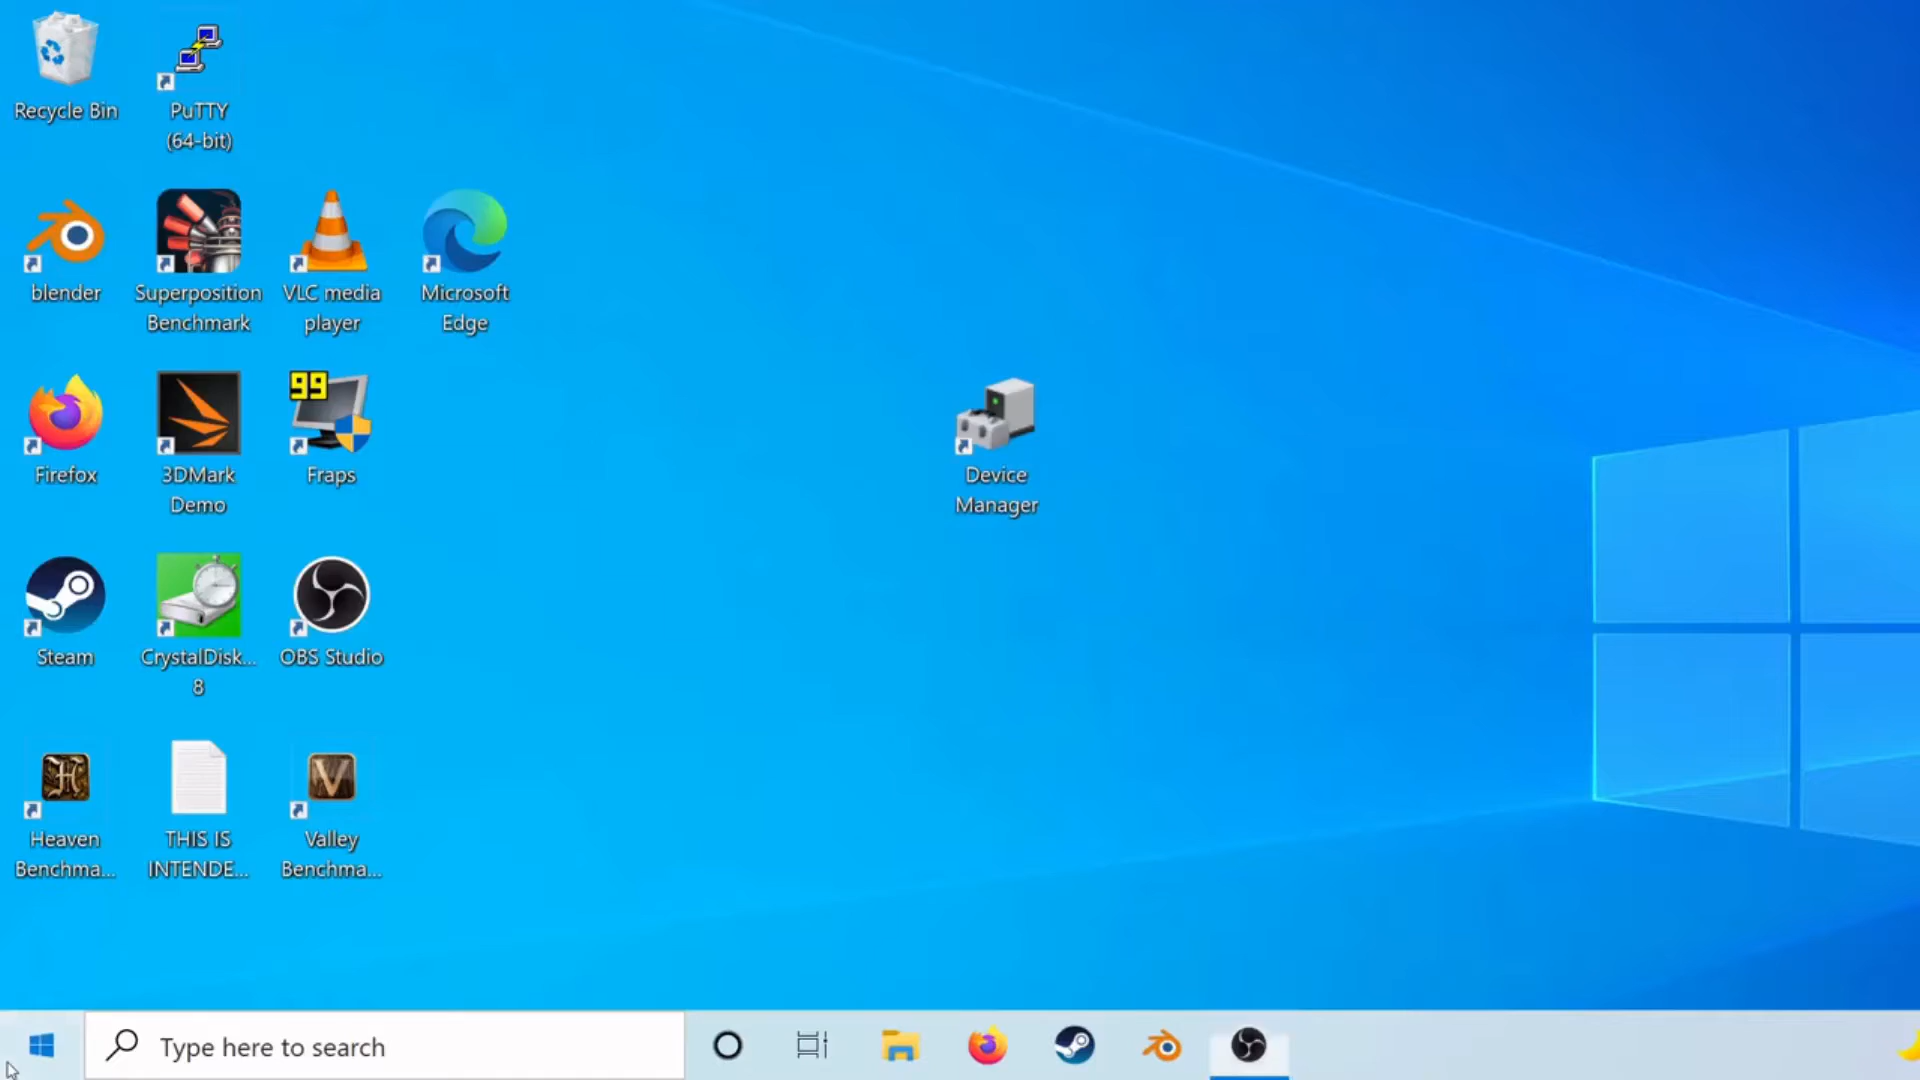 Recycle Bin
PuTTY
(64-bit)
blender
Superposition
Benchmark
VLC media
player
Microsoft
Edge
99
Firefox
3DMark
Demo
Fraps
Device
Manager
Steam
CrystalDisk...
8
OBS Studio
H
V
Heaven
Benchma...
THIS IS
INTENDE...
Valley
Benchma...
Type here to search